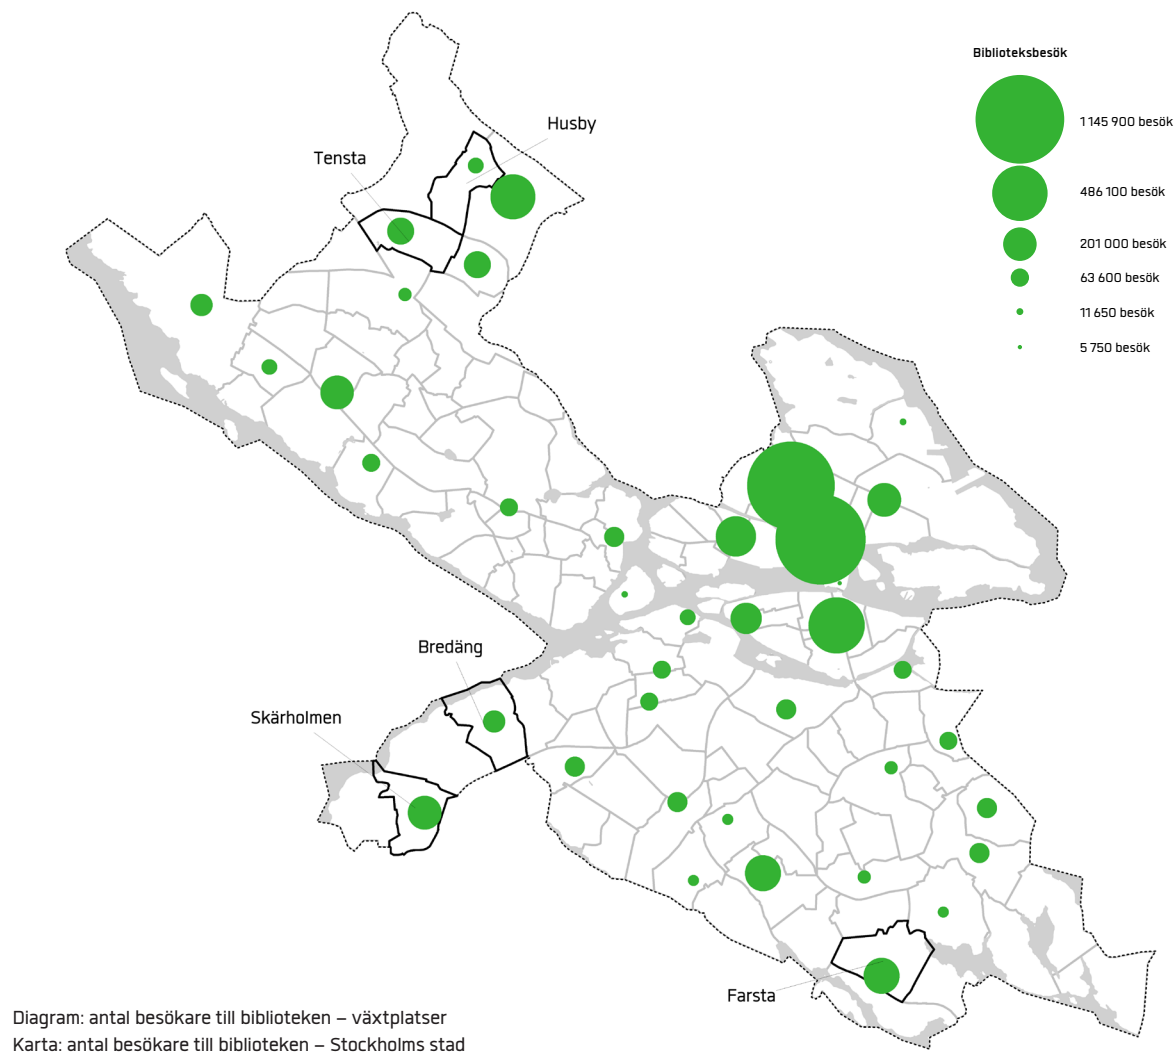 Biblioteksbesök
1 145 900 besök
486 100 besök
201 000 besök
63 600 besök
11 650 besök
5 750 besök
Husby
Tensta
Bredäng
Skärholmen
Farsta
Diagram: antal besökare till biblioteken – växtplatser
Karta: antal besökare till biblioteken – Stockholms stad